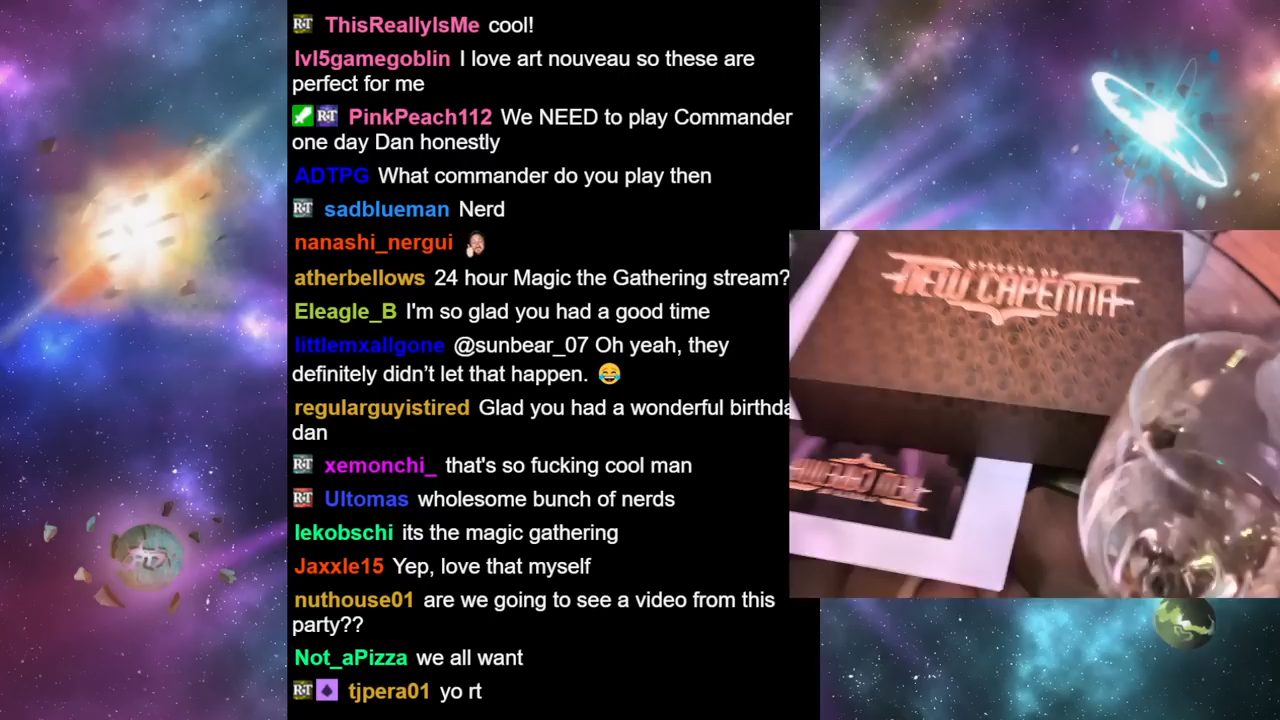 ThisReallyIsMe cool!
lvl5gamegoblin I love art nouveau so these are
perfect for me
PinkPeach112 We NEED to play Commander
one day Dan honestly
ADTPG What commander do you play then
sadblueman Nerd
nanashi_nergui
atherbellows 24 hour Magic the Gathering stream?
Eleagle_B I'm so glad you had a good time
littlemxallgone @sunbear_07 Oh yeah, they
definitely didn’t let that happen. 😂
regularguyistired Glad you had a wonderful birthda
dan
xemonchi_ that's so fucking cool man
Ultomas wholesome bunch of nerds
lekobschi its the magic gathering
Jaxxle15 Yep, love that myself
nuthouse01 are we going to see a video from this
party??
Not_aPizza we all want
tjpera01 yo rt
STREETS OF
NEW CAPENNA